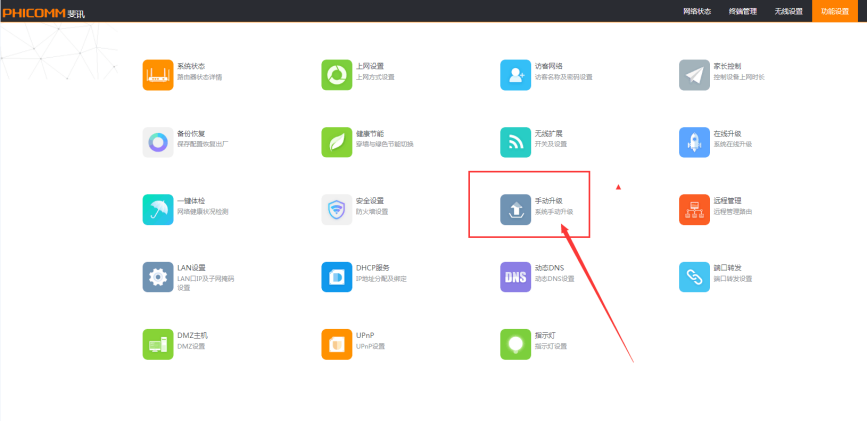 PHICOMM 斐讯
网络状态 终端管理 无线设置 功能设置
系统状态
路由器状态详情
上网设置
上网方式设置
访客网络
访客名称及密码设置
家长控制
控制设备上网时长
备份恢复
保存配置恢复出厂
健康节能
穿墙与绿色节能切换
无线扩展
开关及设置
在线升级
系统在线升级
一键体检
网络健康状况检测
安全设置
防火墙设置
手动升级
系统手动升级
远程管理
远程管理路由
LAN设置
LAN口IP及子网掩码
设置
DHCP服务
IP地址分配及绑定
DNS
动态DNS
动态DNS设置
端口转发
端口转发设置
DMZ主机
DMZ设置
UPnP
UPnP设置
指示灯
指示灯设置